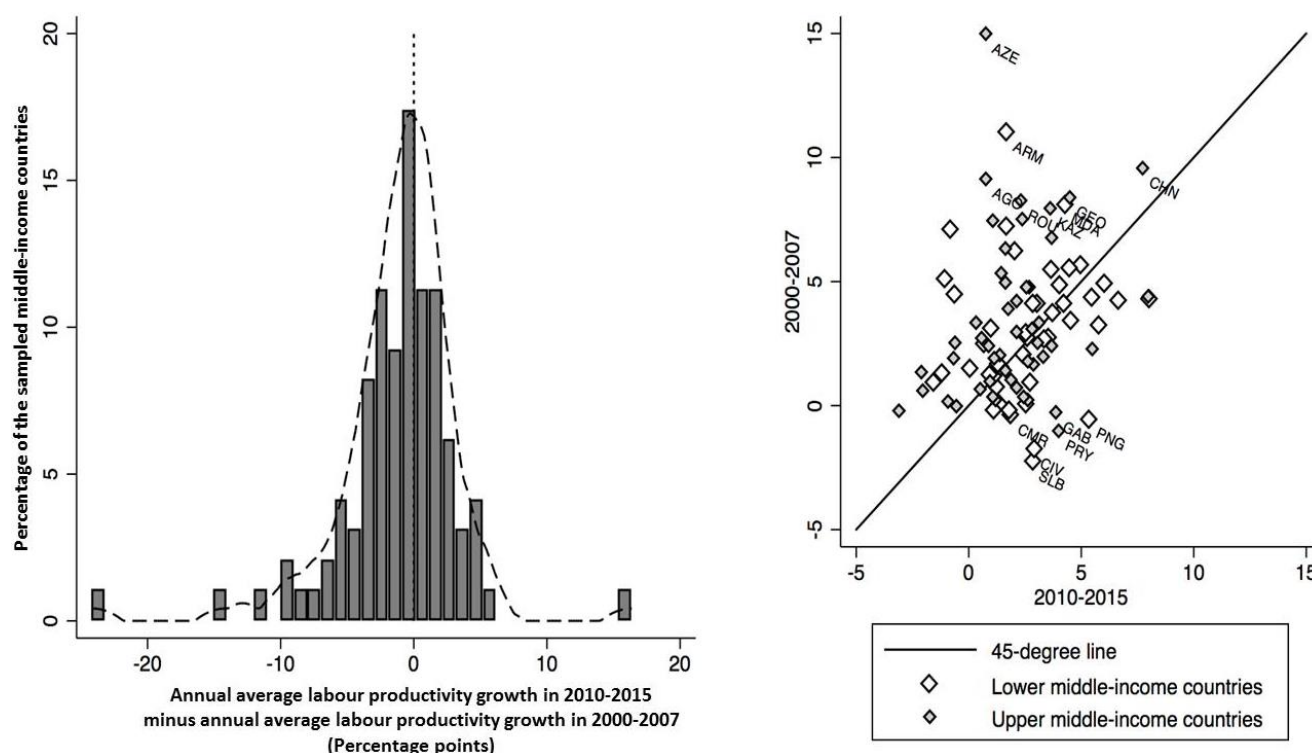 Percentage of the sampled middle-income countries
20
15
10
5
0
-20
-10
0
10
20
Annual average labour productivity growth in 2010-2015
minus annual average labour productivity growth in 2000-2007
(Percentage points)
2000-2007
15
10
5
0
-5
AZE
ARM
CHN
AGO
GEO
ROU
KAZ
MDA
CMR
GAB
PNG
PRY
CIV
SLB
-5
0
5
10
15
2010-2015
45-degree line
Lower middle-income countries
Upper middle-income countries